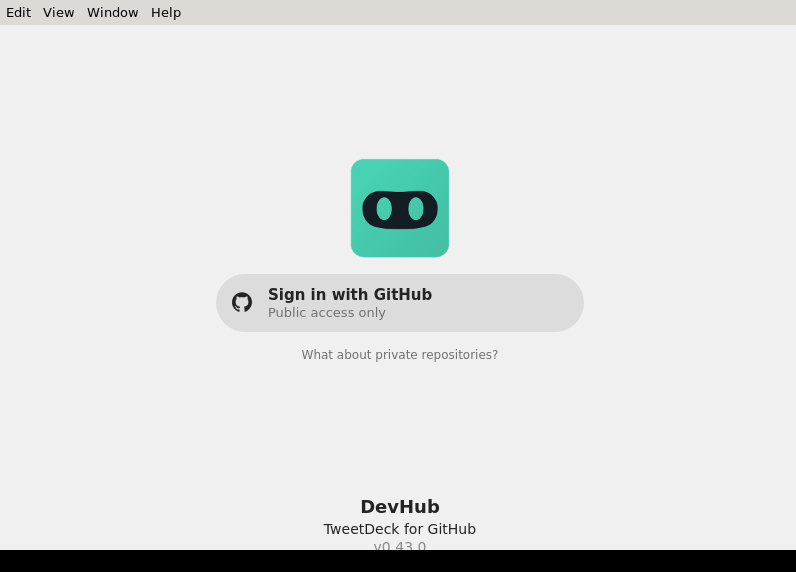 Edit View Window Help
Sign in with GitHub
Public access only
What about private repositories?
DevHub
TweetDeck for GitHub
v0.43.0